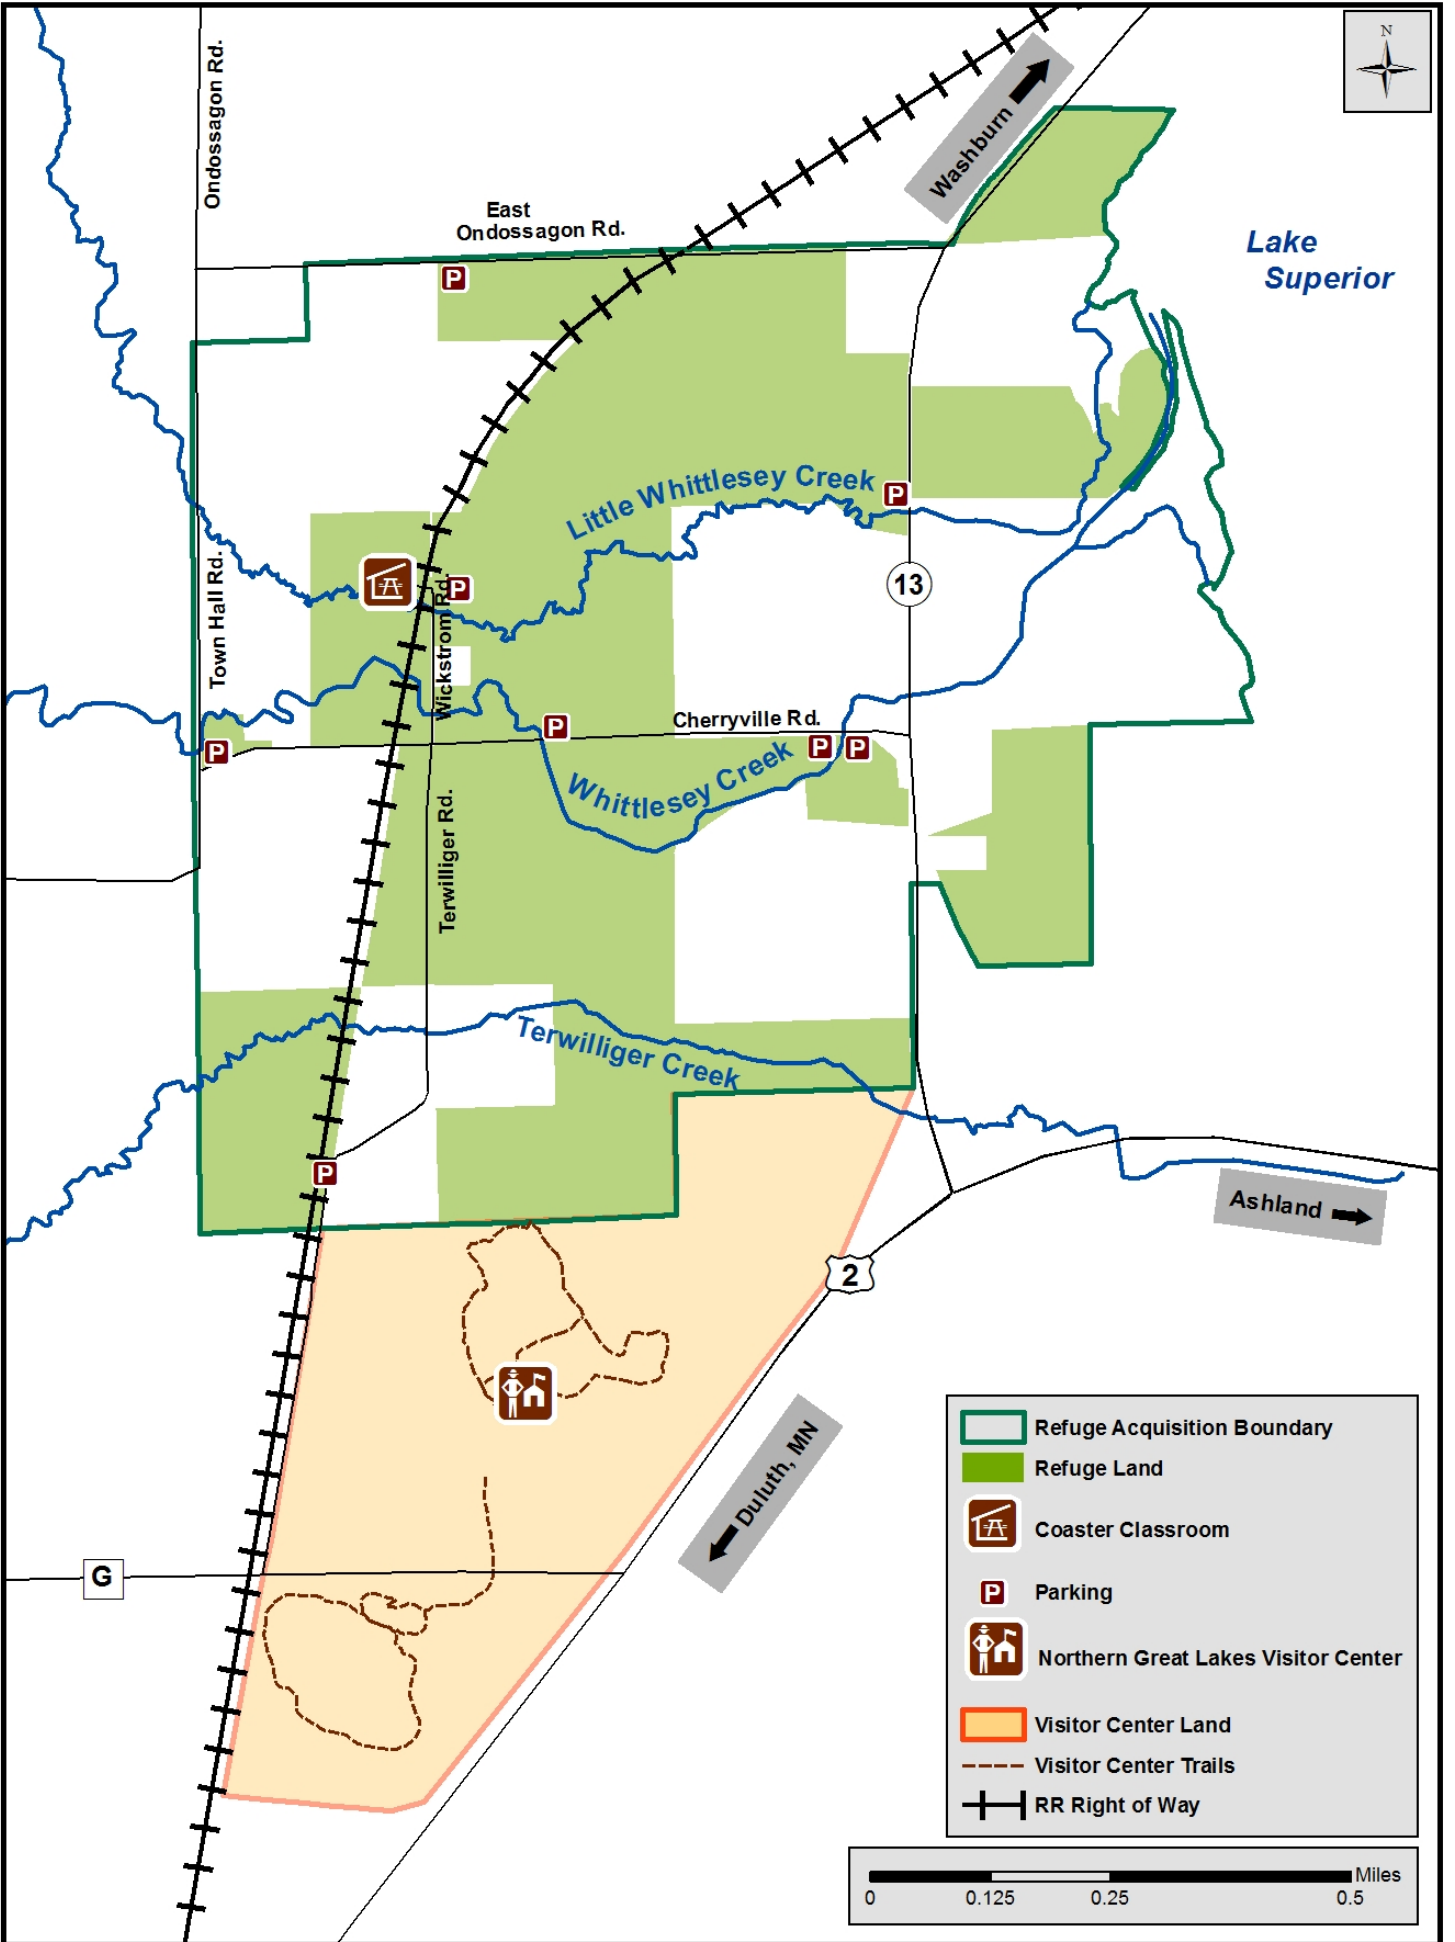 N
Ondossagon Rd.
Washburn
East
Ondossagon Rd.
Lake
Superior
P
Little Whittlesey Creek
P
Town Hall Rd.
P
Wickstrom Rd.
13
Cherryville Rd.
P
P
P
P
Whittlesey Creek
Terwilliger Rd.
Terwilliger Creek
P
Ashland
2
Duluth, MN
G
Refuge Acquisition Boundary
Refuge Land
Coaster Classroom
P
Parking
Northern Great Lakes Visitor Center
Visitor Center Land
Visitor Center Trails
RR Right of Way
Miles
0 0.125 0.25 0.5